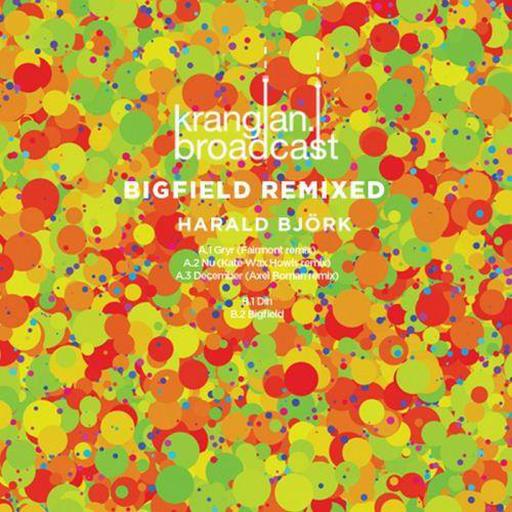 kranglan.
broadcast
BIGFIELD REMIXED
HARALD BJÖRK
A.1 Gryr (Fairmont remix)
A.2 Nu (Kate Wax Howls remix)
A.3 December (Axel Boman remix)
B.1 Dih
B.2 Bigfield